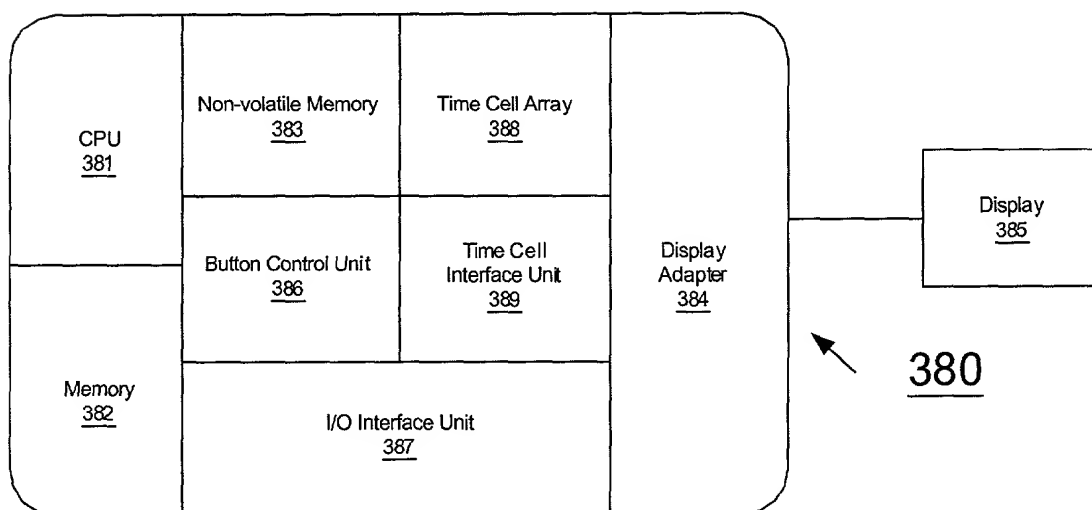 CPU
381
Non-volatile Memory
383
Time Cell Array
388
Button Control Unit
386
Time Cell
Interface Unit
389
Display
Adapter
384
Display
385
Memory
382
I/O Interface Unit
387
380